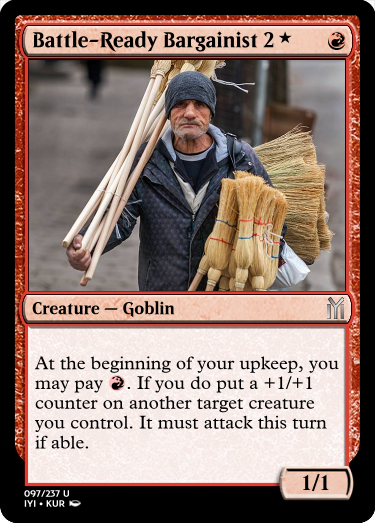 Battle-Ready Bargainist 2★
Creature — Goblin
At the beginning of your upkeep, you
may pay . If you do put a +1/+1
counter on another target creature
you control. It must attack this turn
if able.
1/1
097/237 U
IYI • KUR